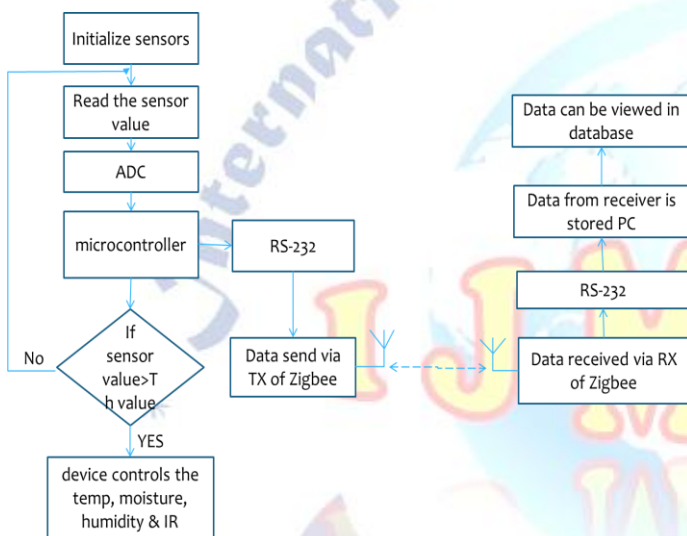 Initialize sensors
Read the sensor
value
ADC
microcontroller
RS-232
If
sensor
value>T
h value
No
YES
device controls the
temp, moisture,
humidity & IR
Data send via
TX of Zigbee
Data received via RX
of Zigbee
RS-232
Data from receiver is
stored PC
Data can be viewed in
database
Internati
IJM